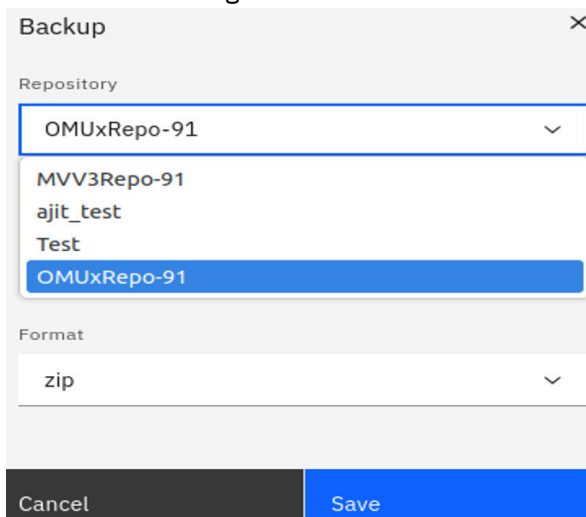 Backup
Repository
OMUxRepo-91
MVV3Repo-91
ajit_test
Test
OMUxRepo-91
Format
zip
Cancel
Save